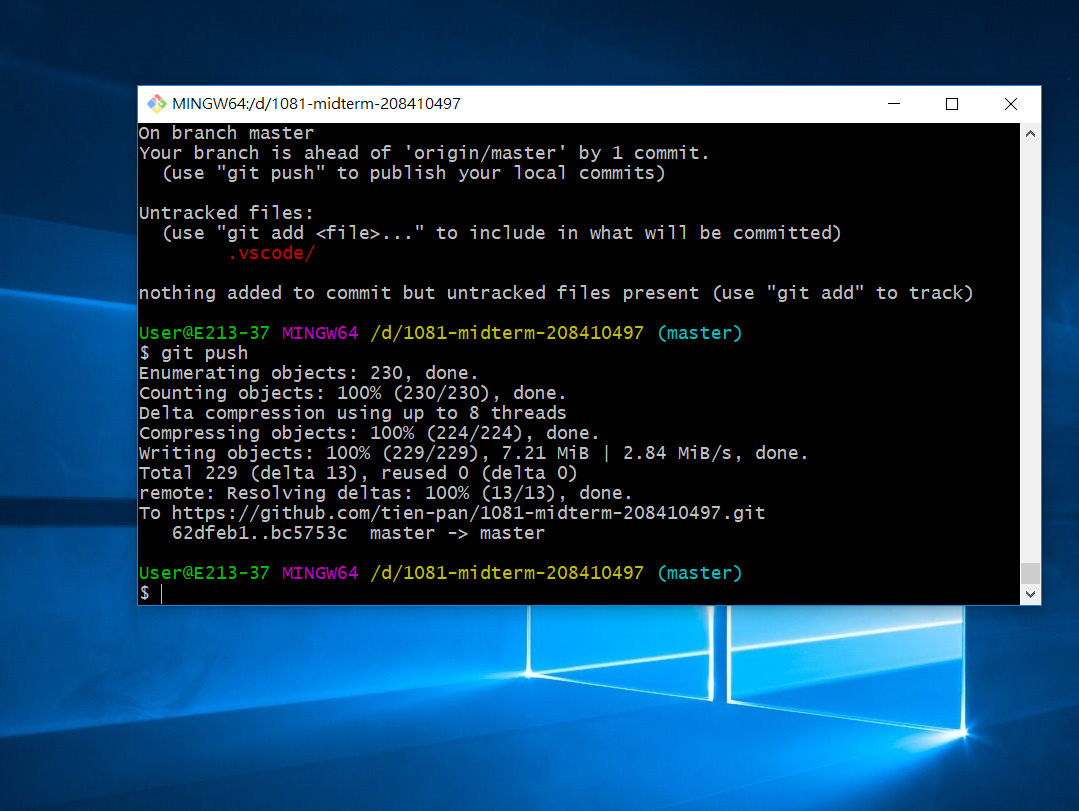 MINGW64:/d/1081-midterm-208410497
On branch master
Your branch is ahead of 'origin/master' by 1 commit.
  (use "git push" to publish your local commits)
Untracked files:
  (use "git add <file>..." to include in what will be committed)
        .vscode/
nothing added to commit but untracked files present (use "git add" to track)
User@E213-37 MINGW64 /d/1081-midterm-208410497 (master)
$ git push
Enumerating objects: 230, done.
Counting objects: 100% (230/230), done.
Delta compression using up to 8 threads
Compressing objects: 100% (224/224), done.
Writing objects: 100% (229/229), 7.21 MiB | 2.84 MiB/s, done.
Total 229 (delta 13), reused 0 (delta 0)
remote: Resolving deltas: 100% (13/13), done.
To https://github.com/tien-pan/1081-midterm-208410497.git
   62dfeb1..bc5753c  master -> master
User@E213-37 MINGW64 /d/1081-midterm-208410497 (master)
$